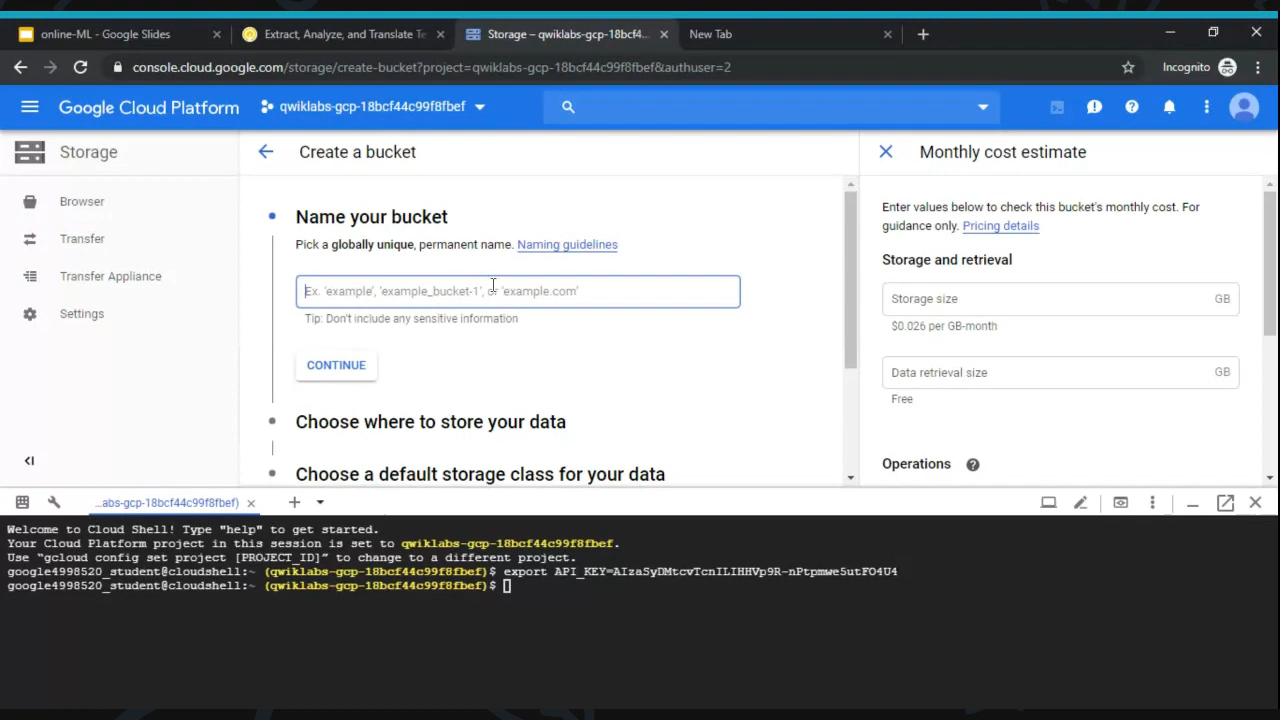 online-ML - Google Slides
Extract, Analyze, and Translate Te
Storage – qwiklabs-gcp-18bcf4...
New Tab
console.cloud.google.com/storage/create-bucket?project=qwiklabs-gcp-18bcf44c99f8fbef&authuser=2
Incognito
Google Cloud Platform
qwiklabs-gcp-18bcf44c99f8fbef
Storage
Create a bucket
Monthly cost estimate
Browser
Transfer
Transfer Appliance
Settings
Name your bucket
Pick a globally unique, permanent name. Naming guidelines
Ex. 'example', 'example_bucket-1', or 'example.com'
Tip: Don't include any sensitive information
CONTINUE
Choose where to store your data
Choose a default storage class for your data
Enter values below to check this bucket's monthly cost. For
guidance only. Pricing details
Storage and retrieval
Storage size GB
$0.026 per GB-month
Data retrieval size GB
Free
Operations
...abs-gcp-18bcf44c99f8fbef)
Welcome to Cloud Shell! Type "help" to get started.
Your Cloud Platform project in this session is set to qwiklabs-gcp-18bcf44c99f8fbef.
Use “gcloud config set project [PROJECT_ID]” to change to a different project.
google4998520_student@cloudshell:~ (qwiklabs-gcp-18bcf44c99f8fbef)$ export API_KEY=AIzaSyDMtcvTcnILIHHVp9R-nPtpmwe5utFO4U4
google4998520_student@cloudshell:~ (qwiklabs-gcp-18bcf44c99f8fbef)$